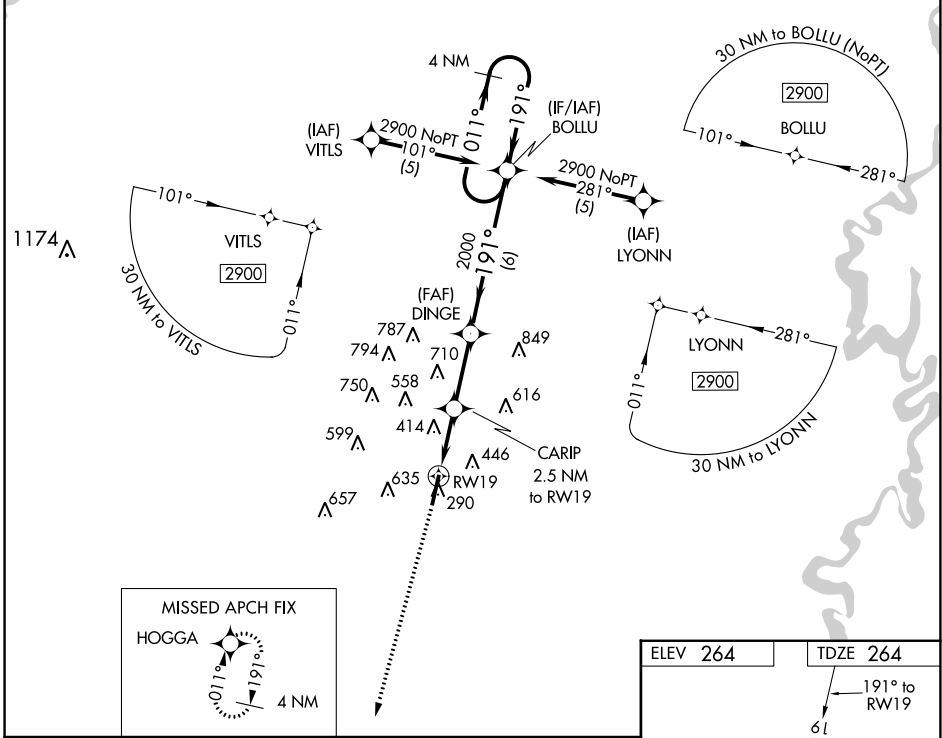 30 NM to BOLLU (NoPT)
2900
BOLLU
101°
281°
4 NM
011°
191°
(IF/IAF)
BOLLU
(IAF)
VITLS
2900 NoPT
101°
(5)
2900 NoPT
281°
(5)
(IAF)
LYONN
101°
VITLS
2900
011°
30 NM to VITLS
1174
2000
191°
(6)
(FAF)
DINGE
787
794
710
849
750
558
616
414
599
446
CARIP
2.5 NM
to RW19
635
RW19
290
657
LYONN
2900
281°
011°
30 NM to LYONN
MISSED APCH FIX
HOGGA
011°
191°
4 NM
ELEV 264
TDZE 264
191° to
RW19